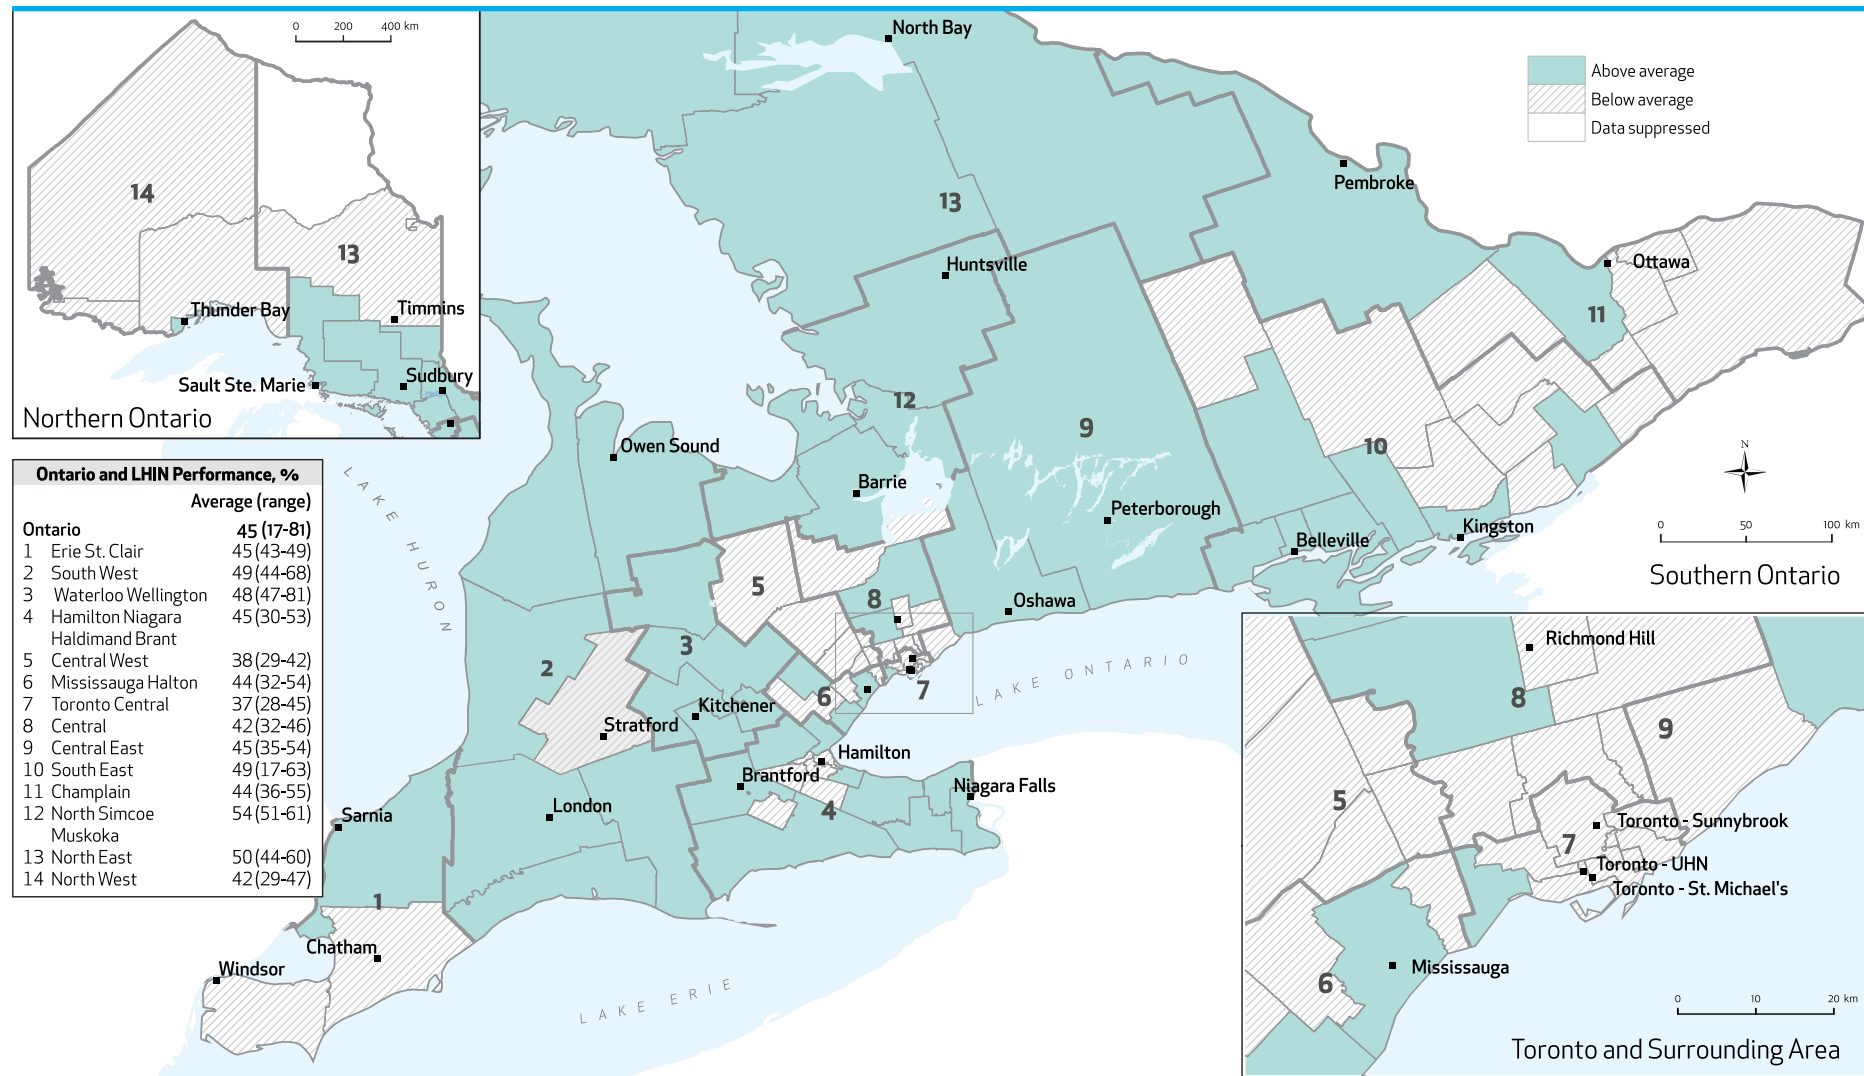 0 200 400 km
14
13
Thunder Bay
Timmins
Sault Ste. Marie
Sudbury
Northern Ontario
North Bay
Above average
Below average
Data suppressed
Pembroke
13
Huntsville
Ottawa
11
12
9
10
Owen Sound
Barrie
Peterborough
Belleville
Kingston
N
0 50 100 km
Southern Ontario
LAKE HURON
5
8
Oshawa
3
2
6
7
LAKE ONTARIO
Kitchener
Stratford
Hamilton
Brantford
Niagara Falls
4
London
Sarnia
1
Chatham
Windsor
LAKE ERIE
Ontario and LHIN Performance, %
Average (range)
Ontario 45 (17-81)
1 Erie St. Clair 45 (43-49)
2 South West 49 (44-68)
3 Waterloo Wellington 48 (47-81)
4 Hamilton Niagara 45 (30-53)
Haldimand Brant
5 Central West 38 (29-42)
6 Mississauga Halton 44 (32-54)
7 Toronto Central 37 (28-45)
8 Central 42 (32-46)
9 Central East 45 (35-54)
10 South East 49 (17-63)
11 Champlain 44 (36-55)
12 North Simcoe 54 (51-61)
Muskoka
13 North East 50 (44-60)
14 North West 42 (29-47)
Richmond Hill
8
9
5
Toronto - Sunnybrook
7
Toronto - UHN
Toronto - St. Michael's
Mississauga
6
0 10 20 km
Toronto and Surrounding Area